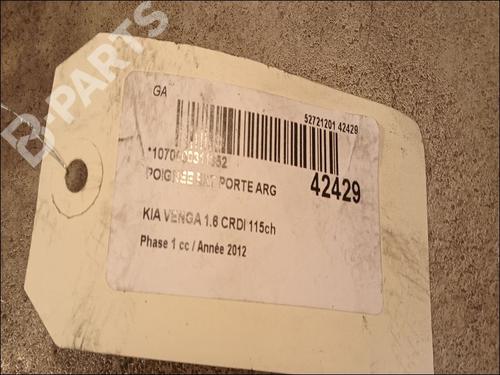 B-PARTS
GA
52721201 42429
POIGNEE EXT PORTE ARG
42429
KIA VENGA 1.6 CRDI 115ch
Phase 1 cc / Année 2012